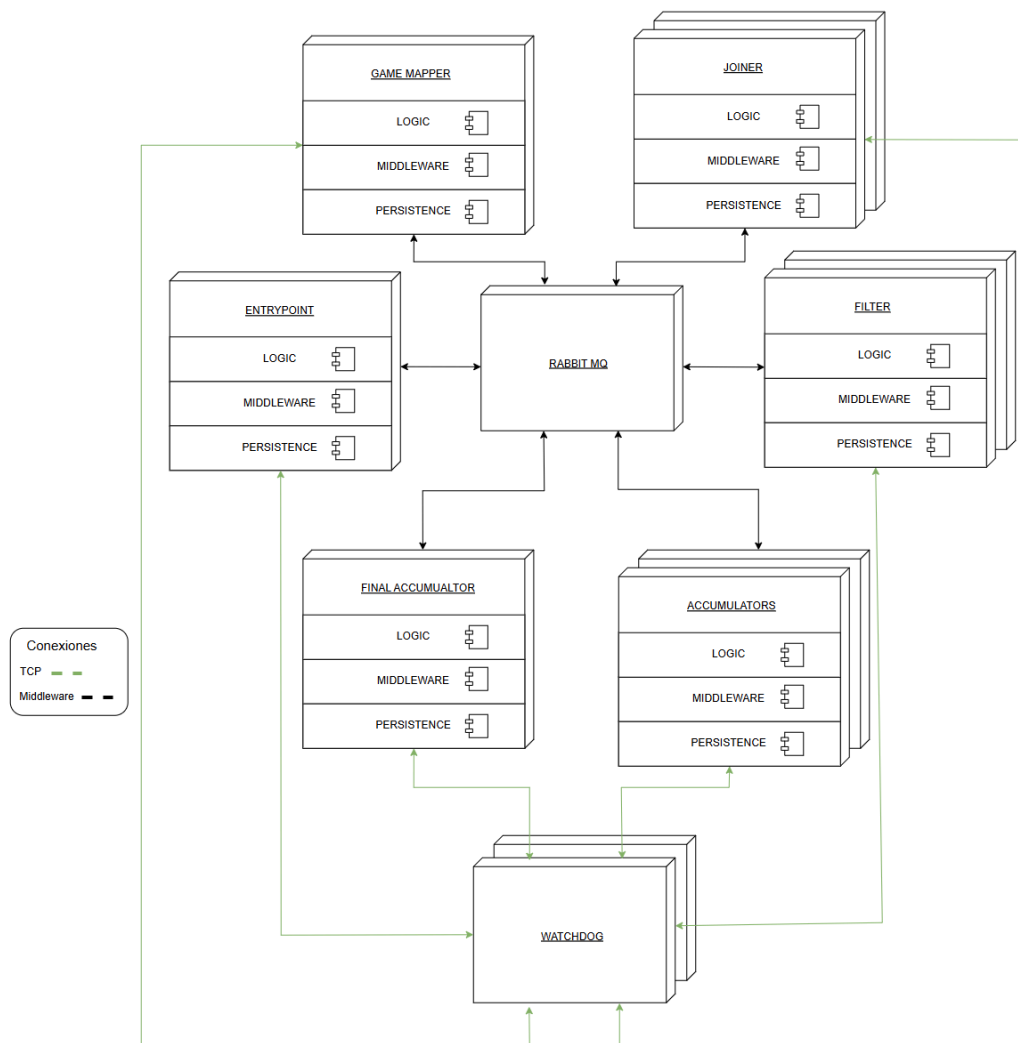 GAME MAPPER
LOGIC
MIDDLEWARE
PERSISTENCE
JOINER
LOGIC
MIDDLEWARE
PERSISTENCE
ENTRYPOINT
LOGIC
MIDDLEWARE
PERSISTENCE
RABBIT MQ
FILTER
LOGIC
MIDDLEWARE
PERSISTENCE
FINAL ACCUMUALTOR
LOGIC
MIDDLEWARE
PERSISTENCE
ACCUMULATORS
LOGIC
MIDDLEWARE
PERSISTENCE
Conexiones
TCP
Middleware
WATCHDOG